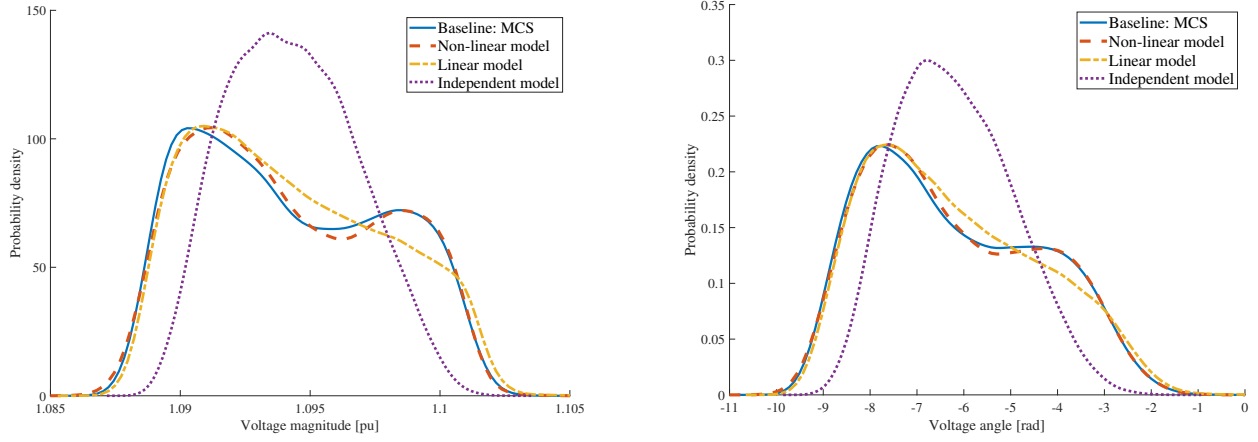 150
100
50
0
Probability density
1.085
1.09
1.095
1.1
1.105
Voltage magnitude [pu]
Baseline: MCS
Non-linear model
Linear model
Independent model
0.35
0.3
0.25
0.2
0.15
0.1
0.05
0
Probability density
-11
-10
-9
-8
-7
-6
-5
-4
-3
-2
-1
0
Voltage angle [rad]
Baseline: MCS
Non-linear model
Linear model
Independent model